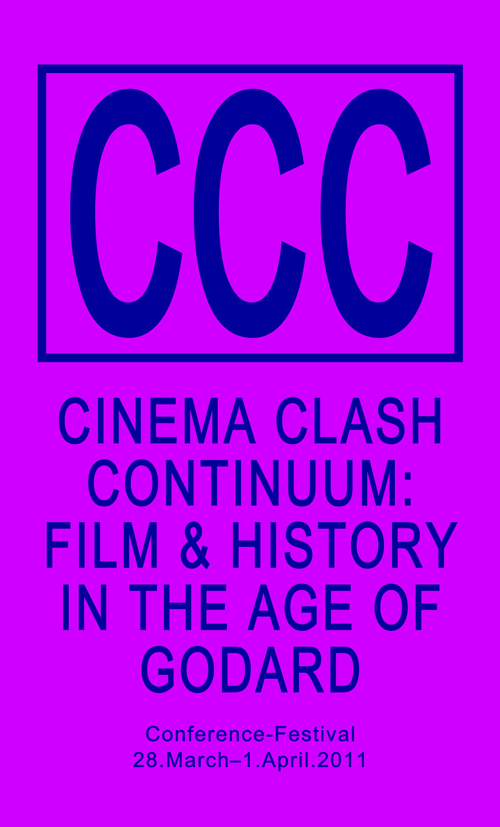 CCC
CINEMA CLASH
CONTINUUM:
FILM & HISTORY
IN THE AGE OF
GODARD
Conference-Festival
28.March–1.April.2011